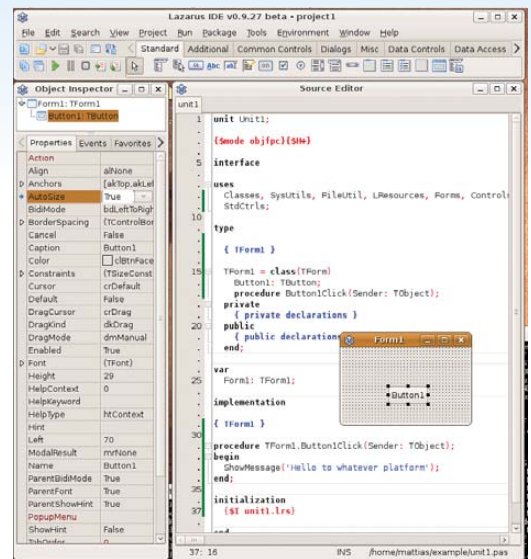 Lazarus IDE v0.9.27 beta - project1
File Edit Search View Project Run Package Tools Environment Window Help
Standard Additional Common Controls Dialogs Misc Data Controls Data Access
Object Inspector
Form1: TForm1
Button1: TButton
Properties Events Favorites
Action
Align alNone
Anchors [akTop,akLef
AutoSize True
BidiMode bdLeftToRigh
BorderSpacing (TControlBor
Cancel False
Caption Button1
Color clBtnFace
Constraints (TSizeConst
Cursor crDefault
Default False
DragCursor crDrag
DragKind dkDrag
DragMode dmManual
Enabled True
Font (TFont)
Height 29
HelpContext 0
HelpKeyword
HelpType htContext
Hint
Left 70
ModalResult mrNone
Name Button1
ParentBidiMode True
ParentFont True
ParentShowHint True
PopupMenu
ShowHint False
TabOrder 0
Source Editor
unit1
1 unit Unit1;
{$mode objfpc}{$H+}
5 interface
uses
Classes, SysUtils, FileUtil, LResources, Forms, Controls
StdCtrls;
10
type
{ TForm1 }
15 TForm1 = class(TForm)
Button1: TButton;
procedure Button1Click(Sender: TObject);
private
{ private declarations }
20 public
{ public declarations
end;
var
25 Form1: TForm1;
implementation
{ TForm1 }
30
procedure TForm1.Button1Click(Sender: TObject);
begin
ShowMessage('Hello to whatever platform');
end;
35
initialization
37 {$I unit1.lrs}
end.
Form1
Button1
37: 16 INS /home/mattias/example/unit1.pas